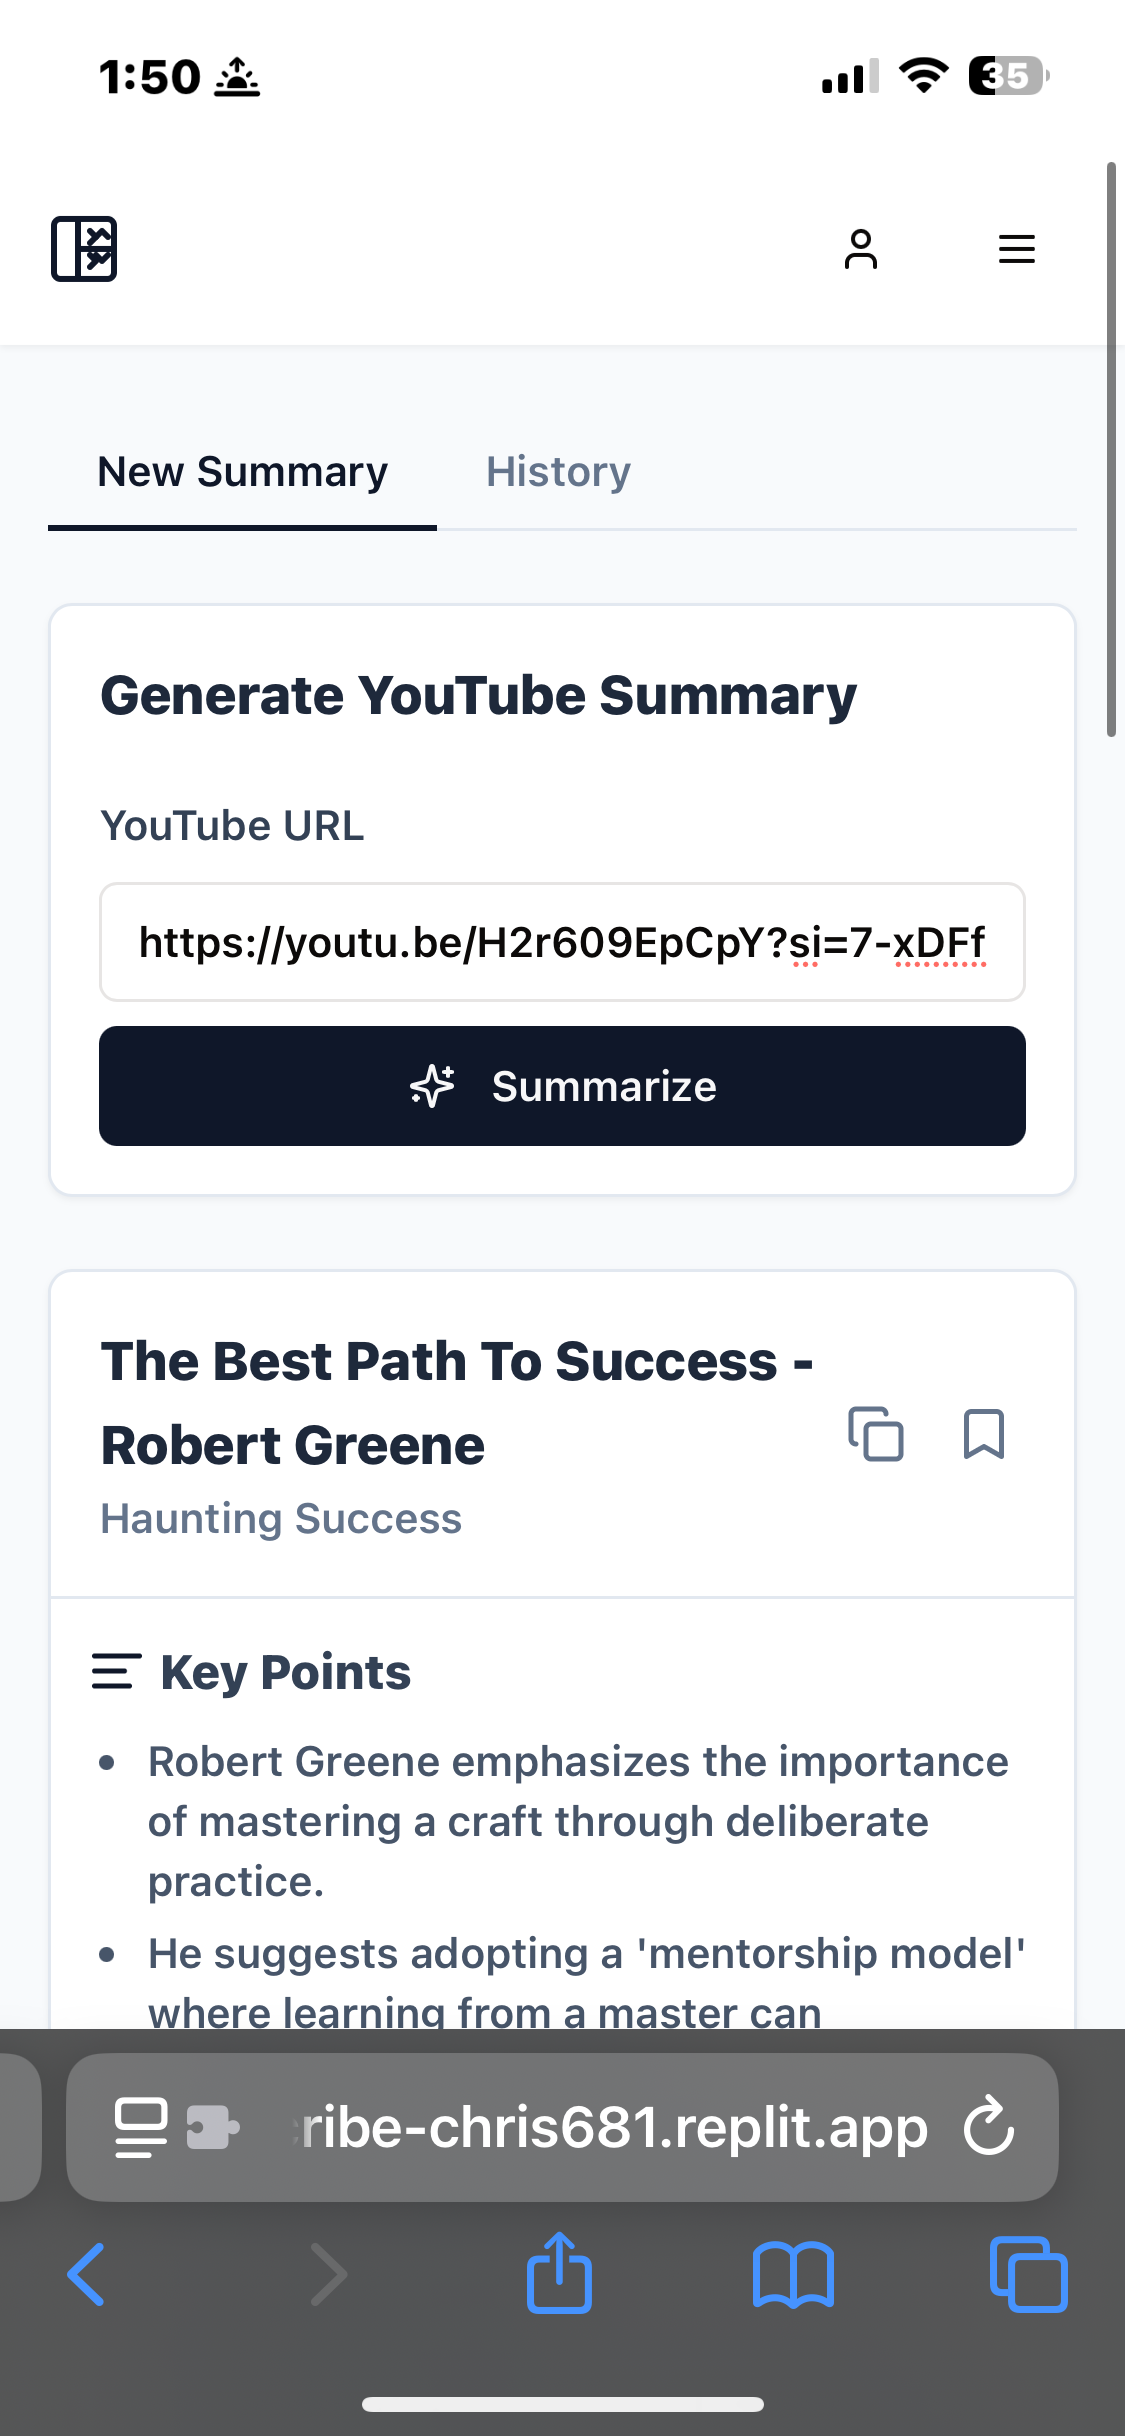 1:50
35
New Summary
History
Generate YouTube Summary
YouTube URL
https://youtu.be/H2r609EpCpY?si=7-xDFf
Summarize
The Best Path To Success -
Robert Greene
Haunting Success
Key Points
• Robert Greene emphasizes the importance
of mastering a craft through deliberate
practice.
• He suggests adopting a 'mentorship model'
where learning from a master can
ribe-chris681.replit.app